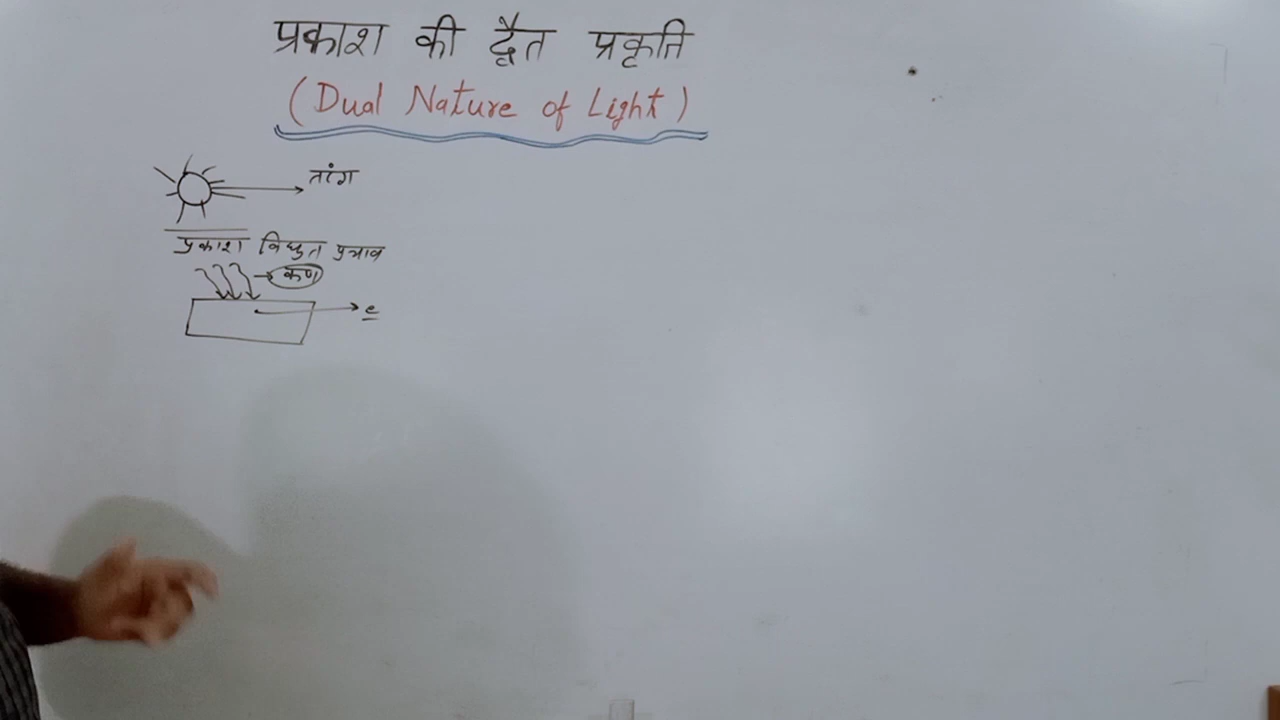 प्रकाश की द्वैत प्रकृति
(Dual Nature of Light)
तरंग
प्रकाश विद्युत प्रभाव
कण
e